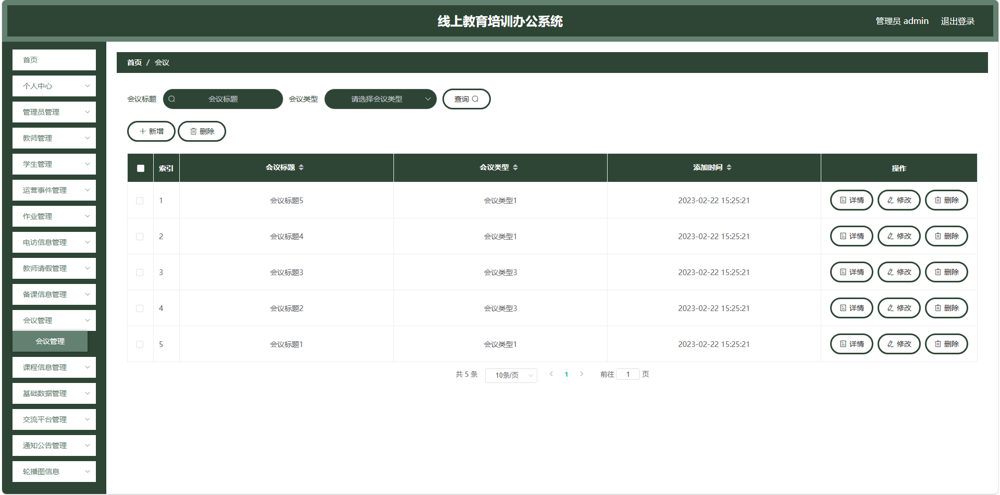 线上教育培训办公系统
管理员 admin 退出登录
首页
个人中心
管理员管理
教师管理
学生管理
运营事件管理
作业管理
电访信息管理
教师请假管理
备课信息管理
会议管理
会议管理
课程信息管理
基础数据管理
交流平台管理
通知公告管理
轮播图信息
首页 / 会议
会议标题 会议标题 会议类型 请选择会议类型 查询
新增 删除
索引 会议标题 会议类型 添加时间 操作
1 会议标题5 会议类型1 2023-02-22 15:25:21 详情 修改 删除
2 会议标题4 会议类型1 2023-02-22 15:25:21 详情 修改 删除
3 会议标题3 会议类型3 2023-02-22 15:25:21 详情 修改 删除
4 会议标题2 会议类型3 2023-02-22 15:25:21 详情 修改 删除
5 会议标题1 会议类型1 2023-02-22 15:25:21 详情 修改 删除
共 5 条 10条/页 1 前往 1 页